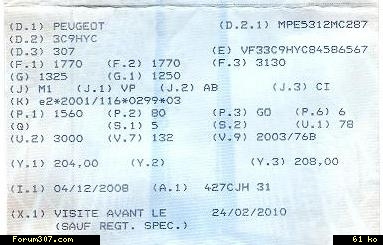 (D.1) PEUGEOT (D.2.1) MPE5312MC287
(D.2) 3C9HYC
(D.3) 307 (E) VF33C9HYC84586567
(F.1) 1770 (F.2) 1770 (F.3) 3130
(G) 1325 (G.1) 1250
(J) M1 (J.1) VP (J.2) AB (J.3) CI
(K) e2*2001/116*0299*03
(P.1) 1560 (P.2) 80 (P.3) GO (P.6) 6
(Q) (S.1) 5 (S.2) (U.1) 78
(U.2) 3000 (V.7) 132 (V.9) 2003/76B
(Y.1) 204,00 (Y.2) (Y.3) 208,00
(I.1) 04/12/2008 (A.1) 427CJH 31
(X.1) VISITE AVANT LE 24/02/2010
(SAUF REGT. SPEC.)
Forum307.com 61 ko